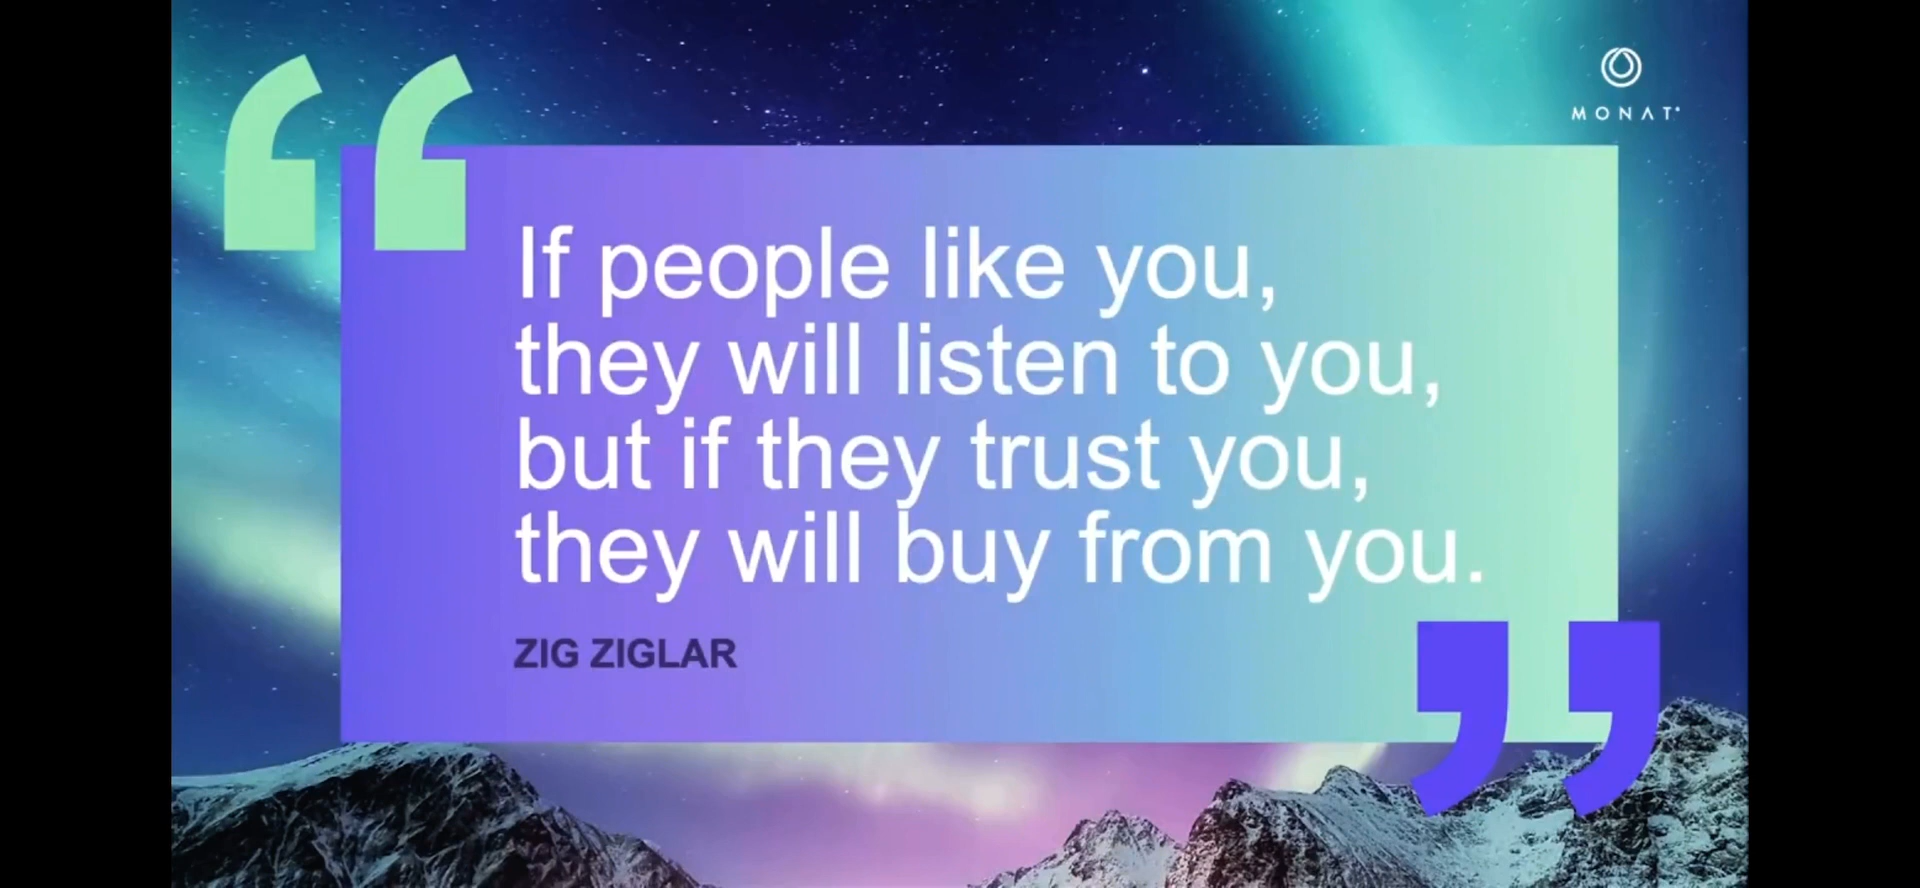 MONAT
If people like you,
they will listen to you,
but if they trust you,
they will buy from you.
ZIG ZIGLAR